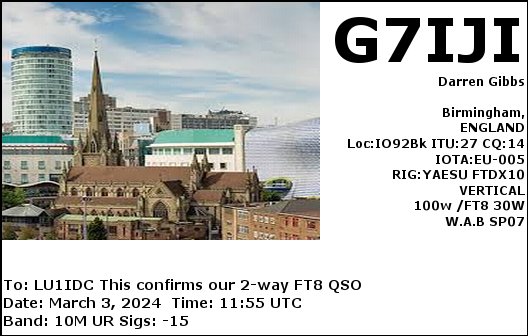 G7IJI
Darren Gibbs
Birmingham,
ENGLAND
Loc:IO92Bk ITU:27 CQ:14
IOTA:EU-005
RIG:YAESU FTDX10
VERTICAL
100w /FT8 30W
W.A.B SP07
To: LU1IDC This confirms our 2-way FT8 QSO
Date: March 3, 2024 Time: 11:55 UTC
Band: 10M UR Sigs: -15